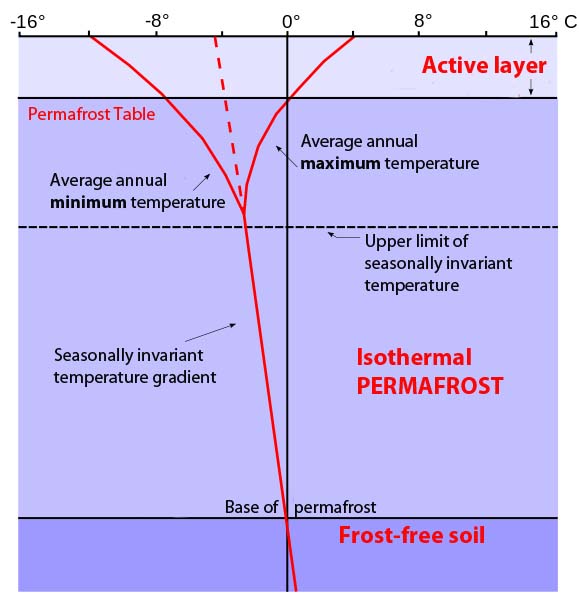 -16° -8° 0° 8° 16° C
Active layer
Permafrost Table
Average annual
maximum temperature
Average annual
minimum temperature
Upper limit of
seasonally invariant
temperature
Seasonally invariant
temperature gradient
Isothermal
PERMAFROST
Base of permafrost
Frost-free soil